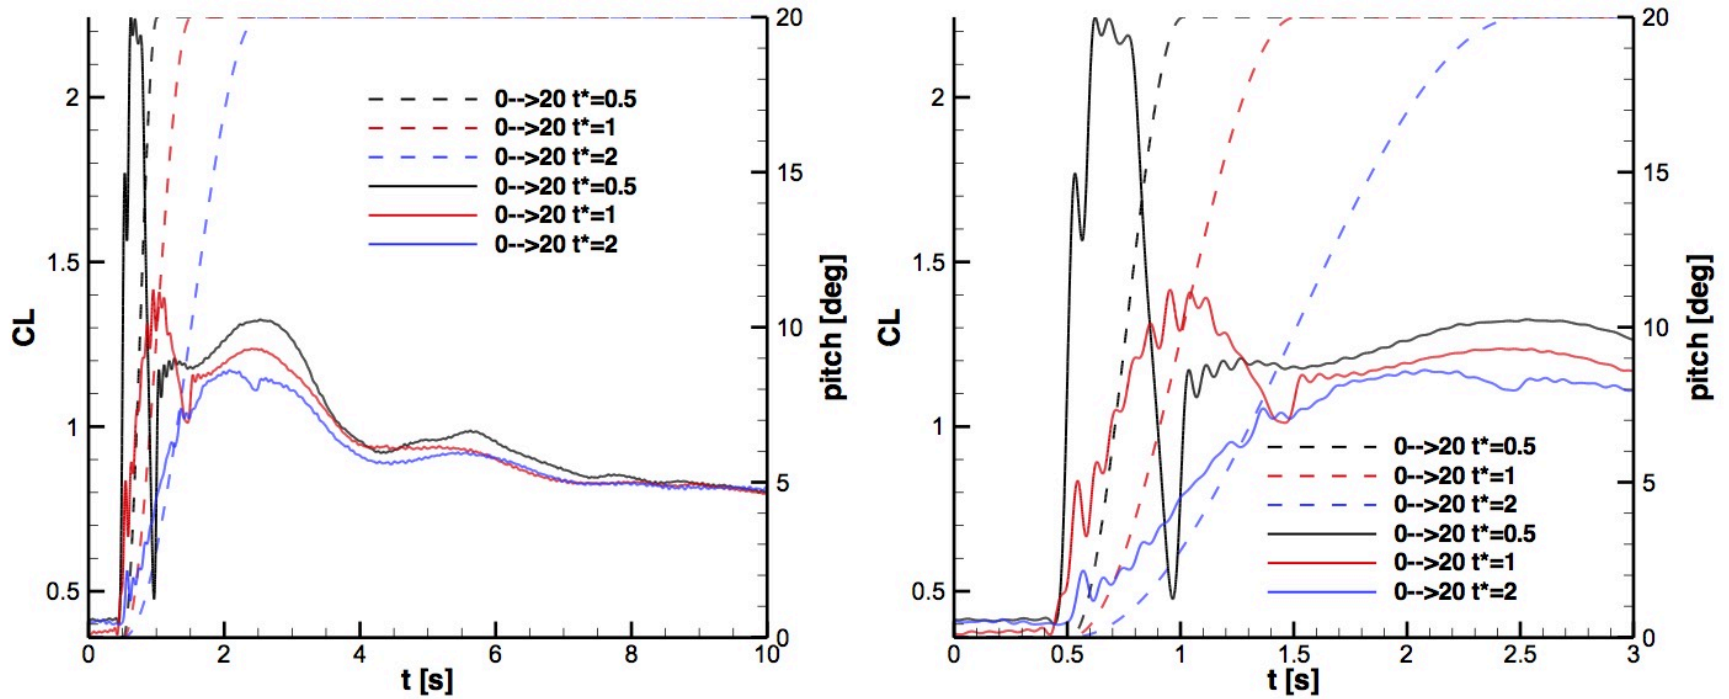 CL
2
1.5
1
0.5
0 2 4 6 8 10
t [s]
20
15
10
5
0
pitch [deg]
0-->20 t*=0.5
0-->20 t*=1
0-->20 t*=2
0-->20 t*=0.5
0-->20 t*=1
0-->20 t*=2
CL
2
1.5
1
0.5
0 0.5 1 1.5 2 2.5 3
t [s]
20
15
10
5
0
pitch [deg]
0-->20 t*=0.5
0-->20 t*=1
0-->20 t*=2
0-->20 t*=0.5
0-->20 t*=1
0-->20 t*=2